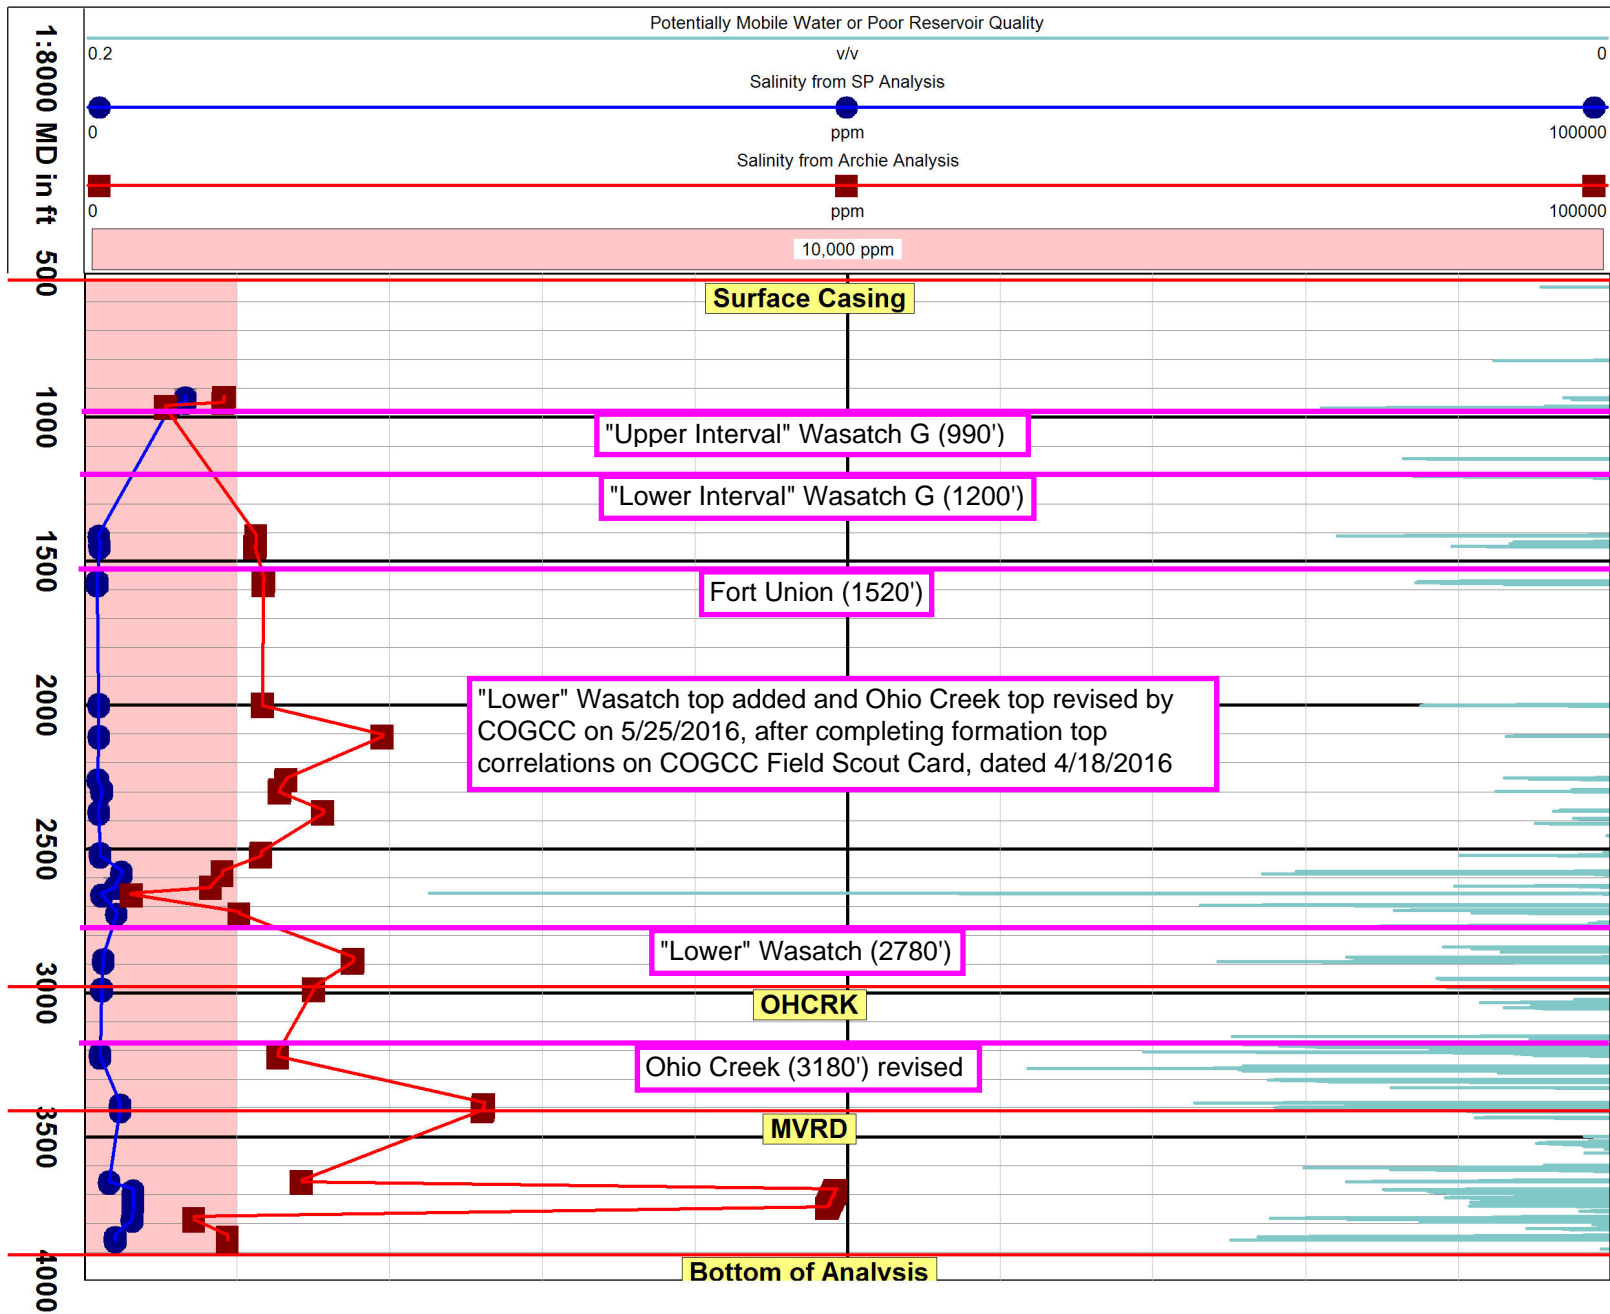 1:8000 MD in ft
Potentially Mobile Water or Poor Reservoir Quality
0.2 v/v 0
Salinity from SP Analysis
0 ppm 100000
Salinity from Archie Analysis
0 ppm 100000
10,000 ppm
500
Surface Casing
1000
"Upper Interval" Wasatch G (990')
"Lower Interval" Wasatch G (1200')
1500
Fort Union (1520')
2000
"Lower" Wasatch top added and Ohio Creek top revised by
COGCC on 5/25/2016, after completing formation top
correlations on COGCC Field Scout Card, dated 4/18/2016
2500
"Lower" Wasatch (2780')
3000
OHCRK
Ohio Creek (3180') revised
3500
MVRD
4000
Bottom of Analysis